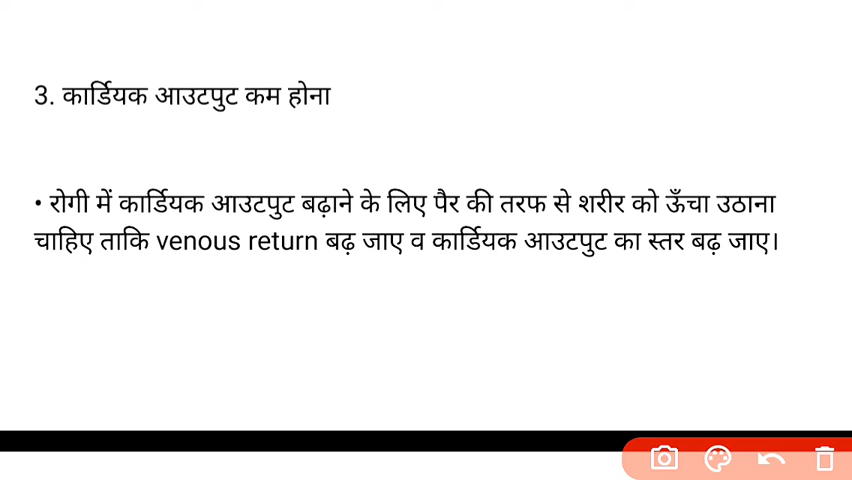 3. कार्डियक आउटपुट कम होना
• रोगी में कार्डियक आउटपुट बढ़ाने के लिए पैर की तरफ से शरीर को ऊँचा उठाना
चाहिए ताकि venous return बढ़ जाए व कार्डियक आउटपुट का स्तर बढ़ जाए।